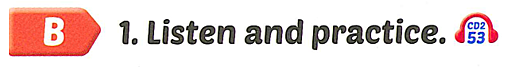 B 1. Listen and practice. CD2 53